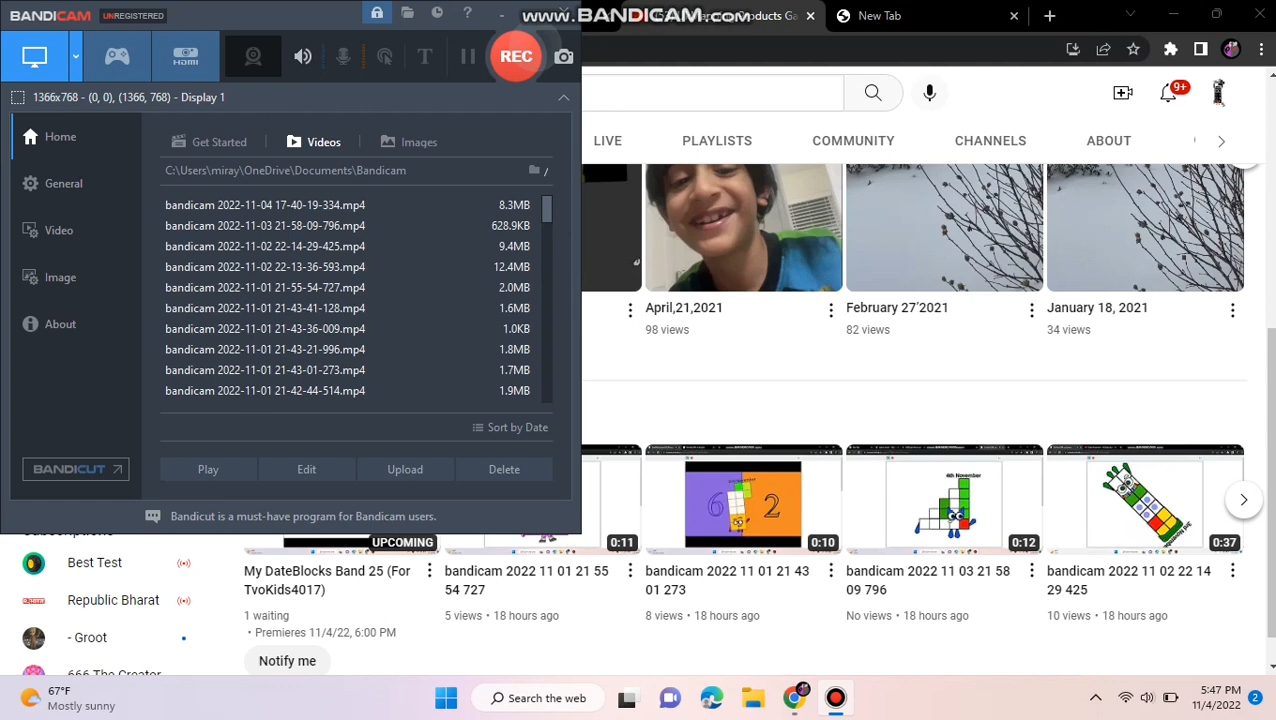 BANDICAM UNREGISTERED
www.BANDICAM.com
Products Ga
New Tab
HDMI
T
REC
1366x768 - (0, 0), (1366, 768) - Display 1
Home
General
Video
Image
About
Get Started
Videos
Images
C:\Users\miray\OneDrive\Documents\Bandicam
/
bandicam 2022-11-04 17-40-19-334.mp4 8.3MB
bandicam 2022-11-03 21-58-09-796.mp4 628.9KB
bandicam 2022-11-02 22-14-29-425.mp4 9.4MB
bandicam 2022-11-02 22-13-36-593.mp4 12.4MB
bandicam 2022-11-01 21-55-54-727.mp4 2.0MB
bandicam 2022-11-01 21-43-41-128.mp4 1.6MB
bandicam 2022-11-01 21-43-36-009.mp4 1.0KB
bandicam 2022-11-01 21-43-21-996.mp4 1.8MB
bandicam 2022-11-01 21-43-01-273.mp4 1.7MB
bandicam 2022-11-01 21-42-44-514.mp4 1.9MB
Sort by Date
BANDICUT
Play Edit Upload Delete
Bandicut is a must-have program for Bandicam users.
9+
LIVE PLAYLISTS COMMUNITY CHANNELS ABOUT
April,21,2021
98 views
February 27'2021
82 views
January 18, 2021
34 views
6 2
4th November
UPCOMING
0:11
0:10
0:12
0:37
My DateBlocks Band 25 (For
TvoKids4017)
1 waiting
• Premieres 11/4/22, 6:00 PM
Notify me
bandicam 2022 11 01 21 55
54 727
5 views • 18 hours ago
bandicam 2022 11 01 21 43
01 273
8 views • 18 hours ago
bandicam 2022 11 03 21 58
09 796
No views • 18 hours ago
bandicam 2022 11 02 22 14
29 425
10 views • 18 hours ago
Best Test
Republic Bharat
- Groot
666 The Creator
67°F
Mostly sunny
Search the web
5:47 PM
11/4/2022
2